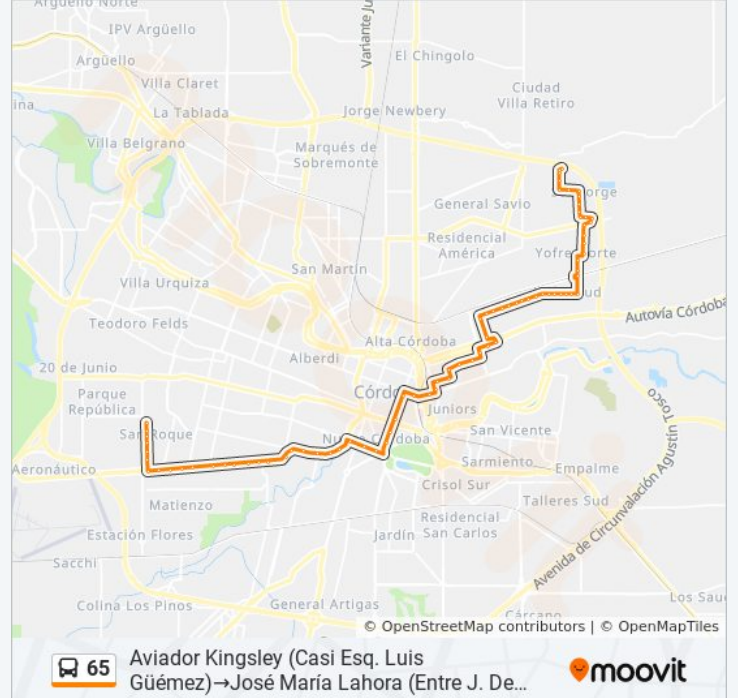 Argüello Norte
IPV Argüello
Argüello
Variante Ju
El Chingolo
Villa Claret
Ciudad
Villa Retiro
ina
La Tablada
Jorge Newbery
Villa Belgrano
Marqués de
Sobremonte
orge
General Savio
Residencial
América
Yofre Norte
San Martín
Villa Urquiza
ud
Autovía Córdoba
Teodoro Felds
Alta Córdoba
Alberdi
20 de Junio
Parque
República
Córdo
Juniors
San Roque
Nueva Córdoba
San Vicente
Aeronáutico
Sarmiento
Empalme
Crisol Sur
Matienzo
Talleres Sud
Residencial
San Carlos
Estación Flores
Jardín
Avenida de Circunvalación Agustín Tosco
Sacchi
Colina Los Pinos
General Artigas
Los Sau
Cárcano
© OpenStreetMap contributors | © OpenMapTiles
65
Aviador Kingsley (Casi Esq. Luis
Güémez)→José María Lahora (Entre J. De...
moovit